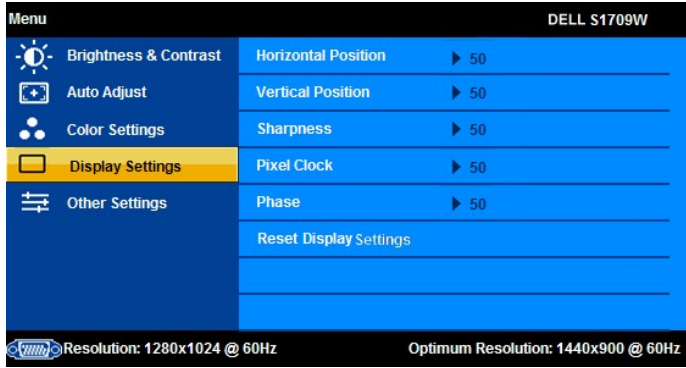 Menu DELL S1709W
Brightness & Contrast Horizontal Position 50
Auto Adjust Vertical Position 50
Color Settings Sharpness 50
Display Settings Pixel Clock 50
Other Settings Phase 50
Reset Display Settings
Resolution: 1280x1024 @ 60Hz Optimum Resolution: 1440x900 @ 60Hz